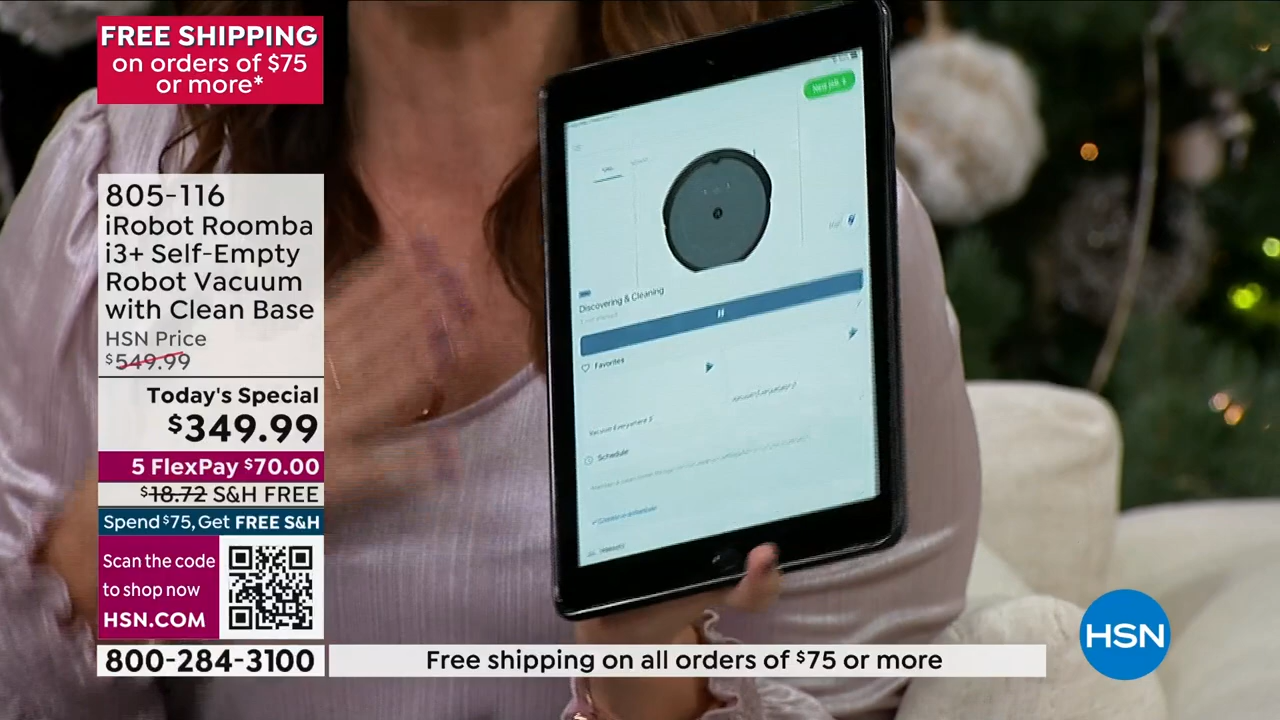 FREE SHIPPING
on orders of $75
or more*
805-116
iRobot Roomba
i3+ Self-Empty
Robot Vacuum
with Clean Base
HSN Price
$549.99
Today's Special
$349.99
5 FlexPay $70.00
$18.72 S&H FREE
Spend $75, Get FREE S&H
Scan the code
to shop now
HSN.COM
800-284-3100
Free shipping on all orders of $75 or more
HSN
Discovering & Cleaning
Favorites
Vacuum Everywhere
Schedule